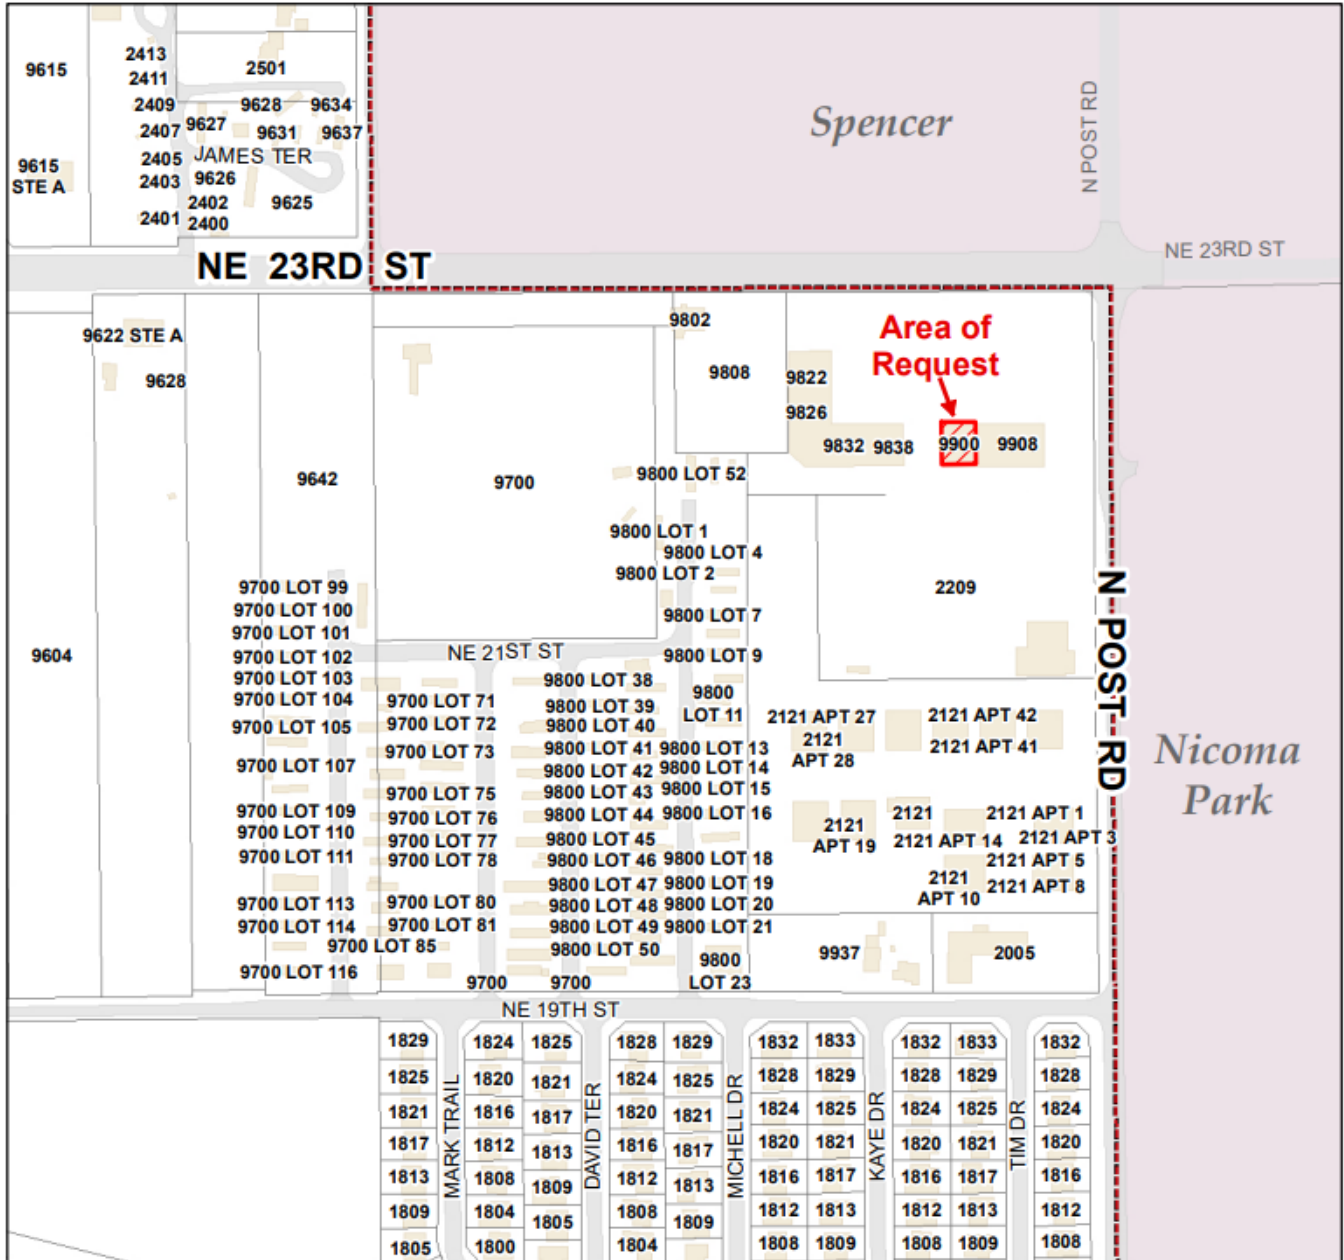 9615
2413
2411
2501
2409
9628
9634
2407
9627
9631
9637
2405
JAMES TER
9615
STE A
2403
9626
2402
9625
2401
2400
Spencer
N POST RD
NE 23RD ST
NE 23RD ST
9622 STE A
9628
9802
9808
9822
9826
Area of
Request
9832
9838
9900
9908
9642
9700
9800 LOT 52
9800 LOT 1
9800 LOT 4
9800 LOT 2
9800 LOT 7
9800 LOT 9
2209
N POST RD
9604
9700 LOT 99
9700 LOT 100
9700 LOT 101
9700 LOT 102
9700 LOT 103
9700 LOT 104
9700 LOT 105
9700 LOT 107
9700 LOT 109
9700 LOT 110
9700 LOT 111
9700 LOT 113
9700 LOT 114
9700 LOT 85
9700 LOT 116
NE 21ST ST
9700 LOT 71
9700 LOT 72
9700 LOT 73
9700 LOT 75
9700 LOT 76
9700 LOT 77
9700 LOT 78
9700 LOT 80
9700 LOT 81
9700
9700
9800 LOT 38
9800 LOT 39
9800 LOT 40
9800 LOT 41
9800 LOT 42
9800 LOT 43
9800 LOT 44
9800 LOT 45
9800 LOT 46
9800 LOT 47
9800 LOT 48
9800 LOT 49
9800 LOT 50
9800
LOT 11
9800 LOT 13
9800 LOT 14
9800 LOT 15
9800 LOT 16
9800 LOT 18
9800 LOT 19
9800 LOT 20
9800 LOT 21
9800
LOT 23
2121 APT 27
2121
APT 28
2121 APT 42
2121 APT 41
2121
APT 19
2121
2121 APT 14
2121 APT 1
2121 APT 3
2121 APT 5
2121 APT 8
2121
APT 10
9937
2005
Nicoma
Park
NE 19TH ST
1829
1825
1821
1817
1813
1809
1805
MARK TRAIL
1824
1820
1816
1812
1808
1804
1800
1825
1821
1817
1813
1809
1805
DAVID TER
1828
1824
1820
1816
1812
1808
1804
1829
1825
1821
1817
1813
1809
MICHELL DR
1832
1828
1824
1820
1816
1812
1808
1833
1829
1825
1821
1817
1813
1809
KAYE DR
1832
1828
1824
1820
1816
1812
1808
1833
1829
1825
1821
1817
1813
1809
TIM DR
1832
1828
1824
1820
1816
1812
1808